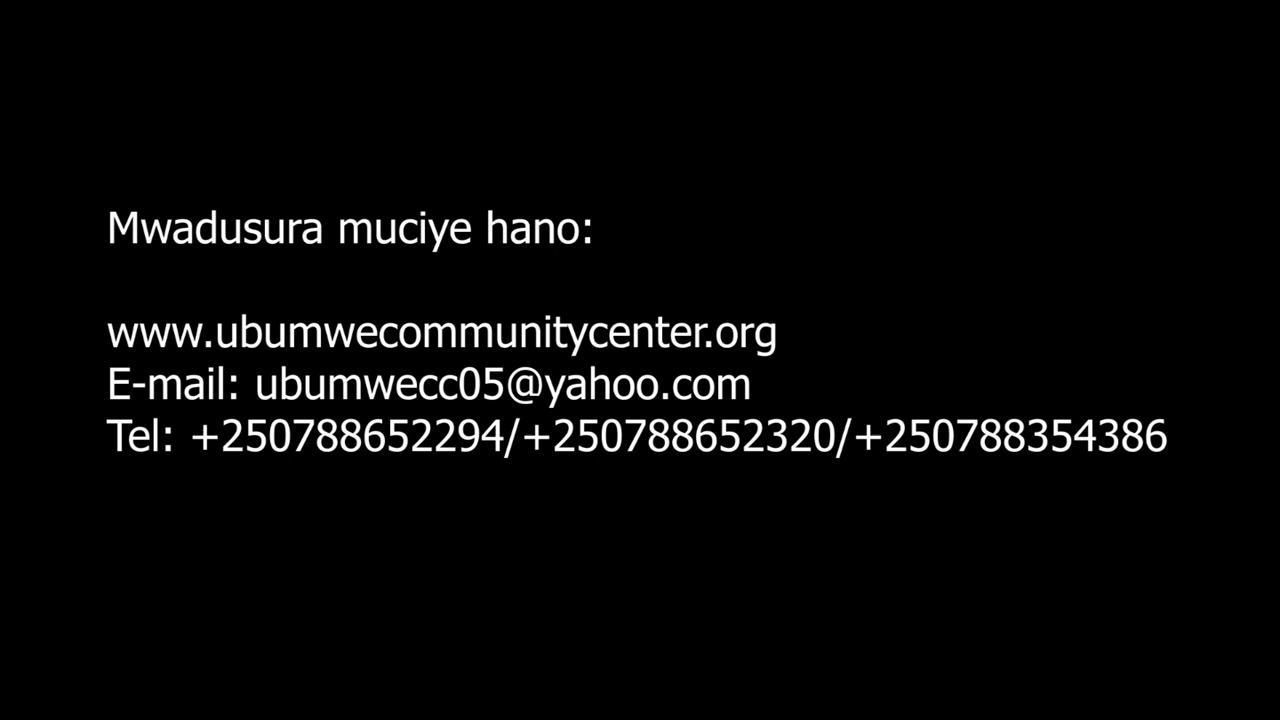 Mwadusura muciye hano:
www.ubumwecommunitycenter.org
E-mail: ubumwecc05@yahoo.com
Tel: +250788652294/+250788652320/+250788354386